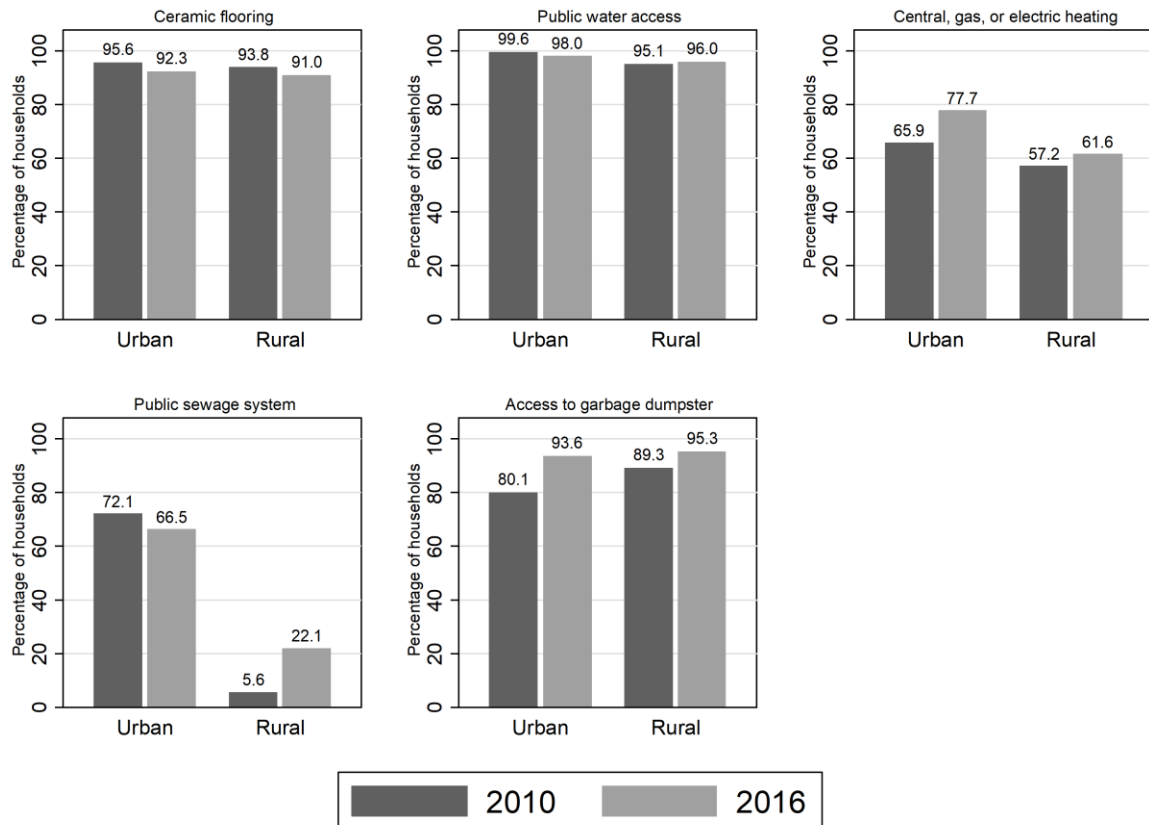 Ceramic flooring
Percentage of households
100
80
60
40
20
0
95.6
92.3
93.8
91.0
Urban
Rural
Public water access
Percentage of households
100
80
60
40
20
0
99.6
98.0
95.1
96.0
Urban
Rural
Central, gas, or electric heating
Percentage of households
100
80
60
40
20
0
65.9
77.7
57.2
61.6
Urban
Rural
Public sewage system
Percentage of households
100
80
60
40
20
0
72.1
66.5
5.6
22.1
Urban
Rural
Access to garbage dumpster
Percentage of households
100
80
60
40
20
0
80.1
93.6
89.3
95.3
Urban
Rural
2010
2016